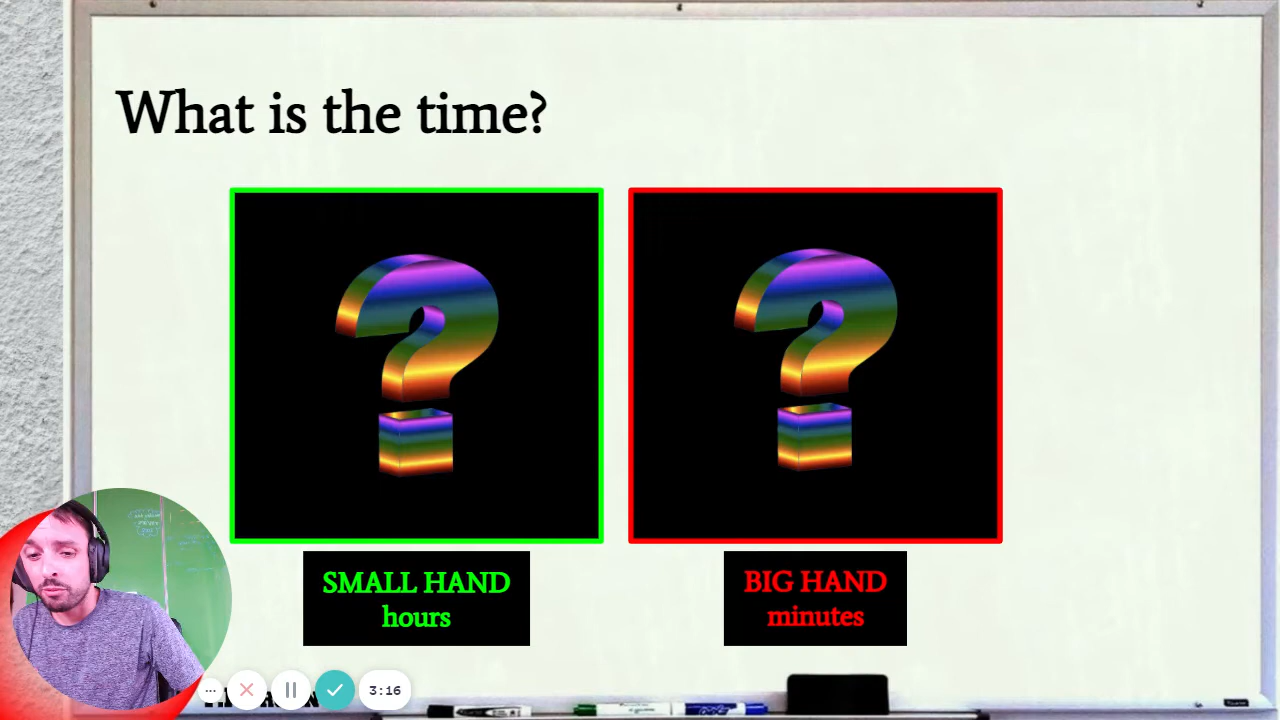 What is the time?
SMALL HAND
hours
BIG HAND
minutes
3:16